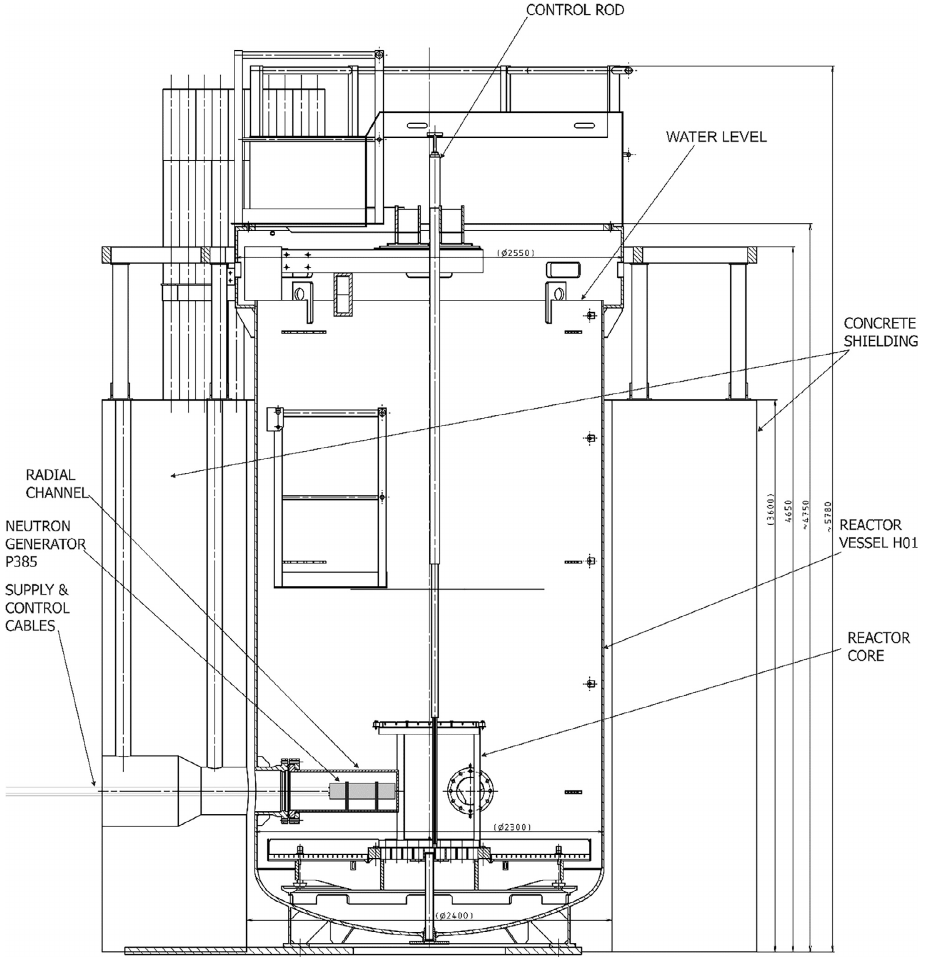 CONTROL ROD
WATER LEVEL
(Ø2550)
CONCRETE
SHIELDING
RADIAL
CHANNEL
NEUTRON
GENERATOR
P385
SUPPLY &
CONTROL
CABLES
(3600)
4650
~4750
~5780
REACTOR
VESSEL H01
REACTOR
CORE
(Ø2300)
(Ø2400)